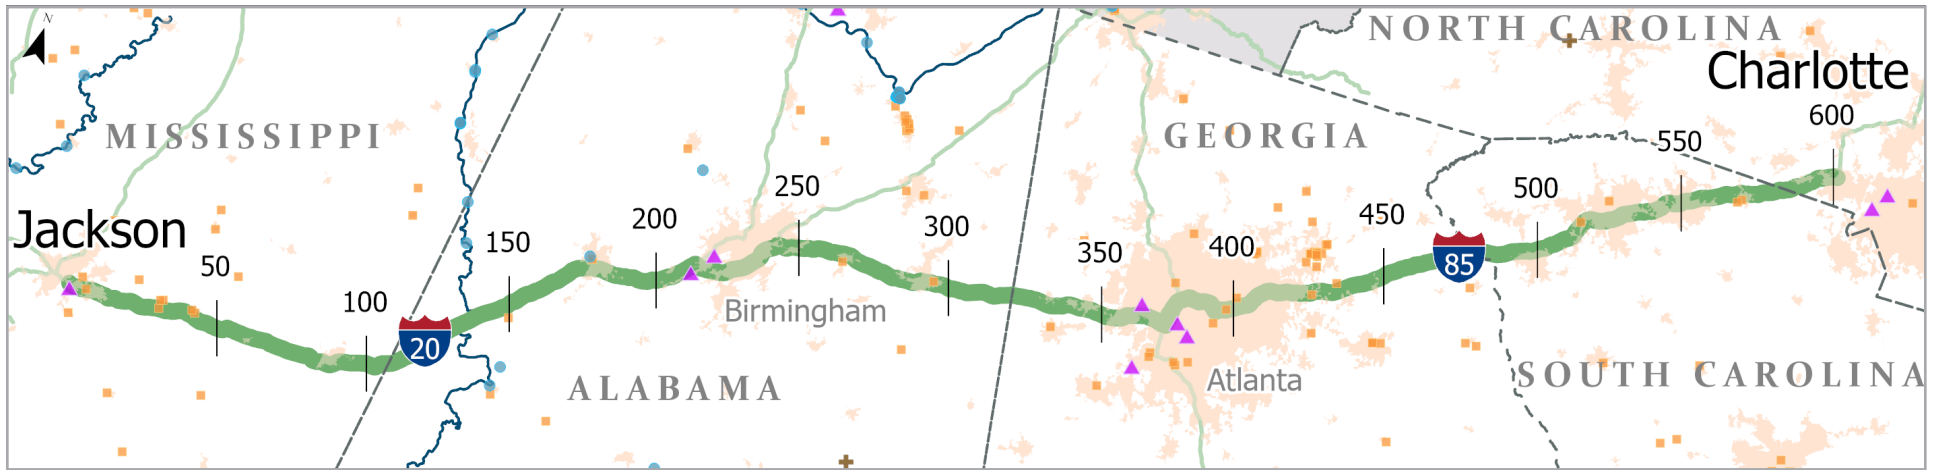 N
NORTH CAROLINA
Charlotte
600
MISSISSIPPI
GEORGIA
550
250
500
Jackson
200
450
150
300
400
350
50
85
100
Birmingham
20
ALABAMA
Atlanta
SOUTH CAROLINA